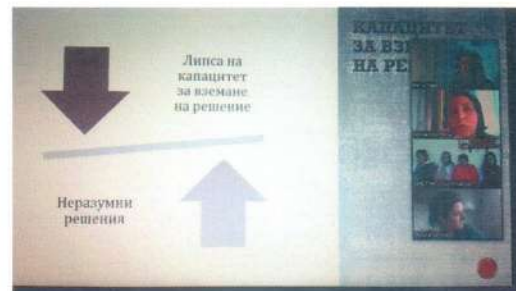 Липса на
капацитет
за вземане
на решение
Неразумни
решения
КАПАЦИТЕТ
ЗА
НА